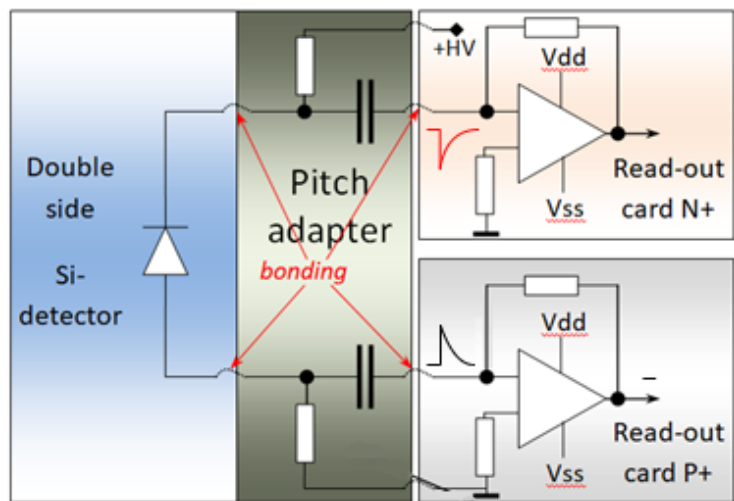 Double
side
Si-
detector
Pitch
adapter
bonding
+HV
Vdd
Vss
Read-out
card N+
Vdd
Vss
–
Read-out
card P+